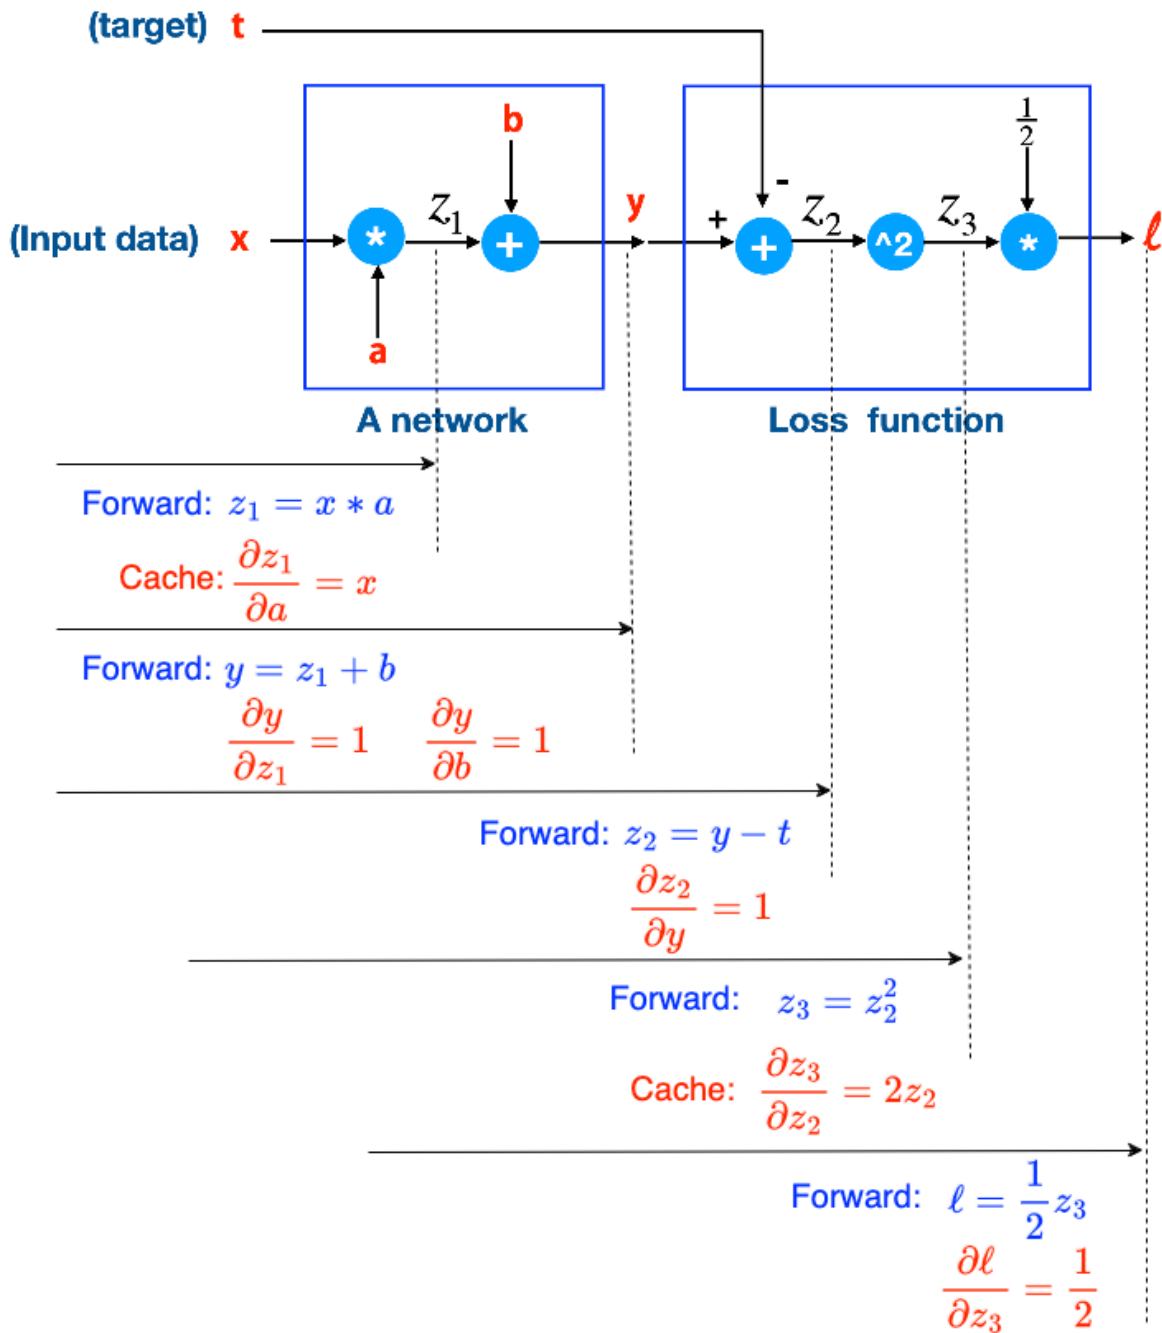 (target) t
b
1/2
-
(Input data) x * z₁ + y + + z₂ ^2 z₃ * ℓ
a
A network Loss function
Forward: z₁ = x * a
Cache: ∂z₁/∂a = x
Forward: y = z₁ + b
∂y/∂z₁ = 1 ∂y/∂b = 1
Forward: z₂ = y − t
∂z₂/∂y = 1
Forward: z₃ = z₂²
Cache: ∂z₃/∂z₂ = 2z₂
Forward: ℓ = 1/2 z₃
∂ℓ/∂z₃ = 1/2